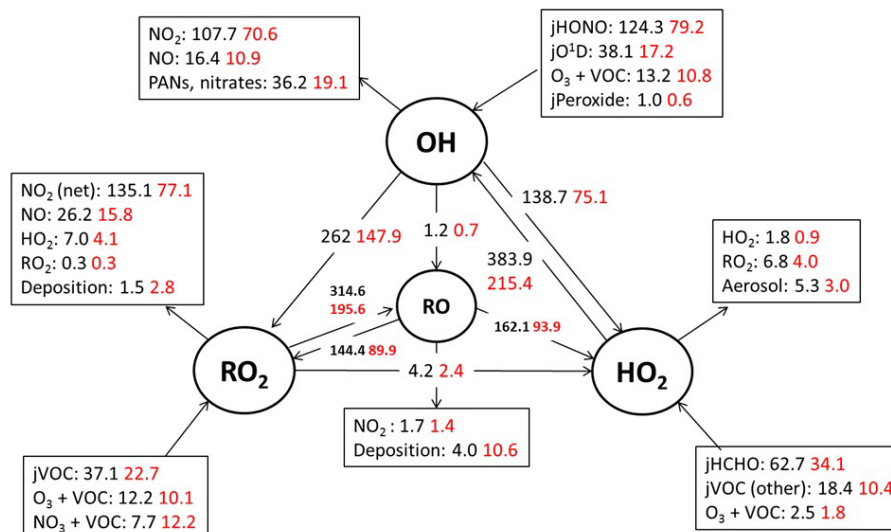 NO₂: 107.7 70.6
NO: 16.4 10.9
PANs, nitrates: 36.2 19.1
jHONO: 124.3 79.2
jO¹D: 38.1 17.2
O₃ + VOC: 13.2 10.8
jPeroxide: 1.0 0.6
OH
NO₂ (net): 135.1 77.1
NO: 26.2 15.8
HO₂: 7.0 4.1
RO₂: 0.3 0.3
Deposition: 1.5 2.8
138.7 75.1
262 147.9
1.2 0.7
383.9
215.4
HO₂: 1.8 0.9
RO₂: 6.8 4.0
Aerosol: 5.3 3.0
314.6
195.6
RO
162.1 93.9
144.4 89.9
RO₂
4.2 2.4
HO₂
NO₂ : 1.7 1.4
Deposition: 4.0 10.6
jVOC: 37.1 22.7
O₃ + VOC: 12.2 10.1
NO₃ + VOC: 7.7 12.2
jHCHO: 62.7 34.1
jVOC (other): 18.4 10.4
O₃ + VOC: 2.5 1.8